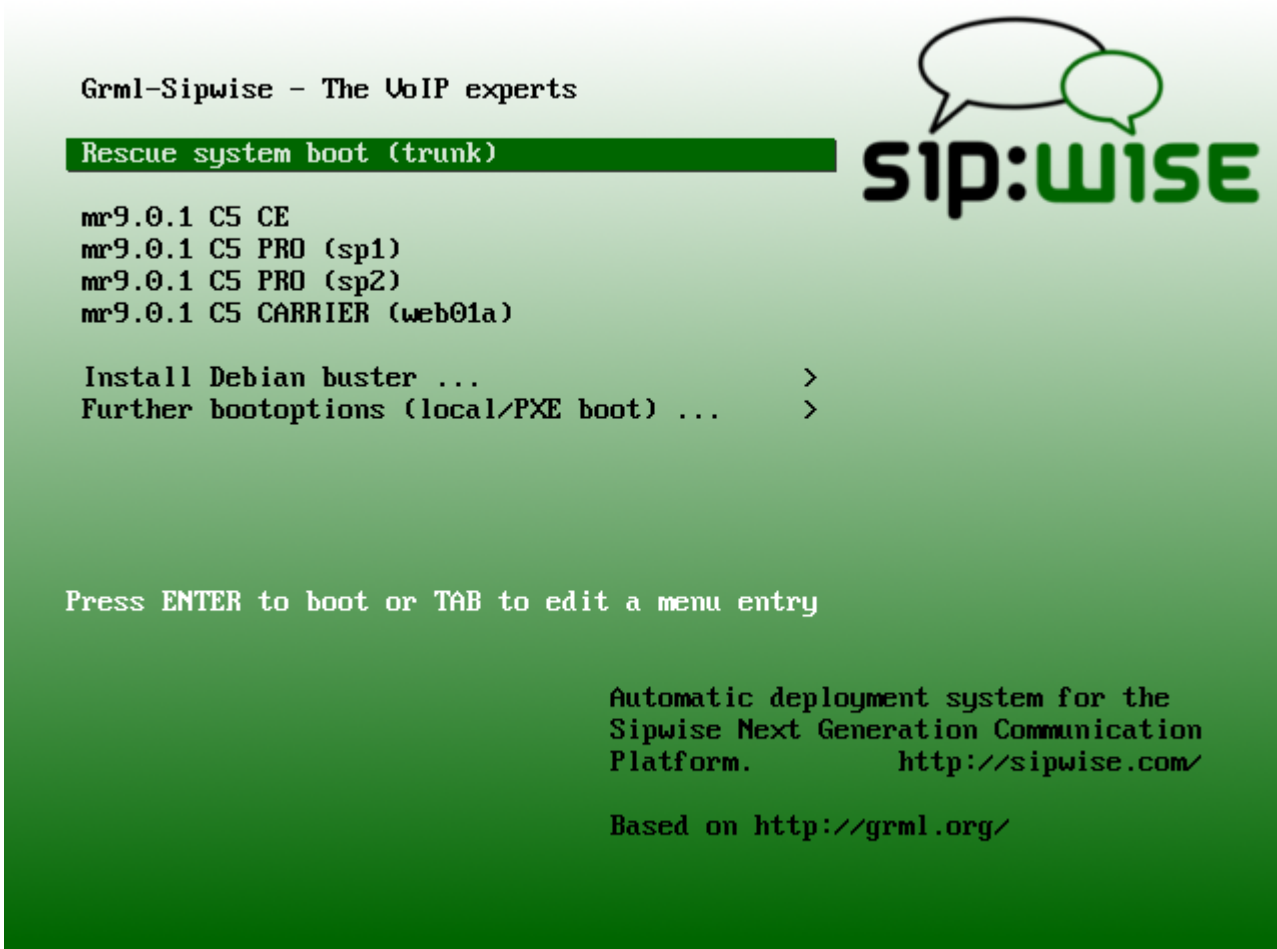 Grml-Sipwise - The VoIP experts
sip:wise
Rescue system boot (trunk)
mr9.0.1 C5 CE
mr9.0.1 C5 PRO (sp1)
mr9.0.1 C5 PRO (sp2)
mr9.0.1 C5 CARRIER (web01a)
Install Debian buster ... >
Further bootoptions (local/PXE boot) ... >
Press ENTER to boot or TAB to edit a menu entry
Automatic deployment system for the
Sipwise Next Generation Communication
Platform. http://sipwise.com/
Based on http://grml.org/